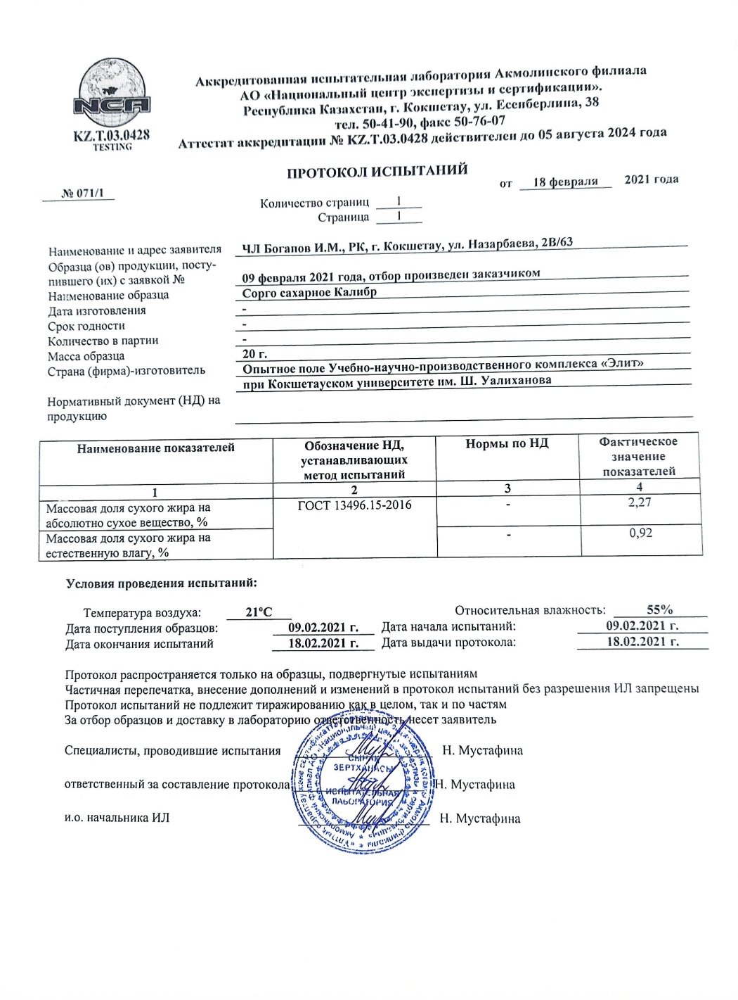 NCA
KZ.T.03.0428
TESTING
Аккредитованная испытательная лаборатория Акмолинского филиала
АО «Национальный центр экспертизы и сертификации».
Республика Казахстан, г. Кокшетау, ул. Есенберлина, 38
тел. 50-41-90, факс 50-76-07
Аттестат аккредитации № KZ.T.03.0428 действителен до 05 августа 2024 года
ПРОТОКОЛ ИСПЫТАНИЙ
№ 071/1 от 18 февраля 2021 года
Количество страниц 1
Страница 1
Наименование и адрес заявителя ЧЛ Богапов И.М., РК, г. Кокшетау, ул. Назарбаева, 2В/63
Образца (ов) продукции, посту-
пившего (их) с заявкой № 09 февраля 2021 года, отбор произведен заказчиком
Наименование образца Сорго сахарное Калибр
Дата изготовления -
Срок годности -
Количество в партии -
Масса образца 20 г.
Страна (фирма)-изготовитель Опытное поле Учебно-научно-производственного комплекса «Элит»
при Кокшетауском университете им. Ш. Уалиханова
Нормативный документ (НД) на
продукцию
Наименование показателей Обозначение НД, Нормы по НД Фактическое
устанавливающих значение
метод испытаний показателей
1 2 3 4
Массовая доля сухого жира на ГОСТ 13496.15-2016 - 2,27
абсолютно сухое вещество, %
Массовая доля сухого жира на - 0,92
естественную влагу, %
Условия проведения испытаний:
Температура воздуха: 21ºС Относительная влажность: 55%
Дата поступления образцов: 09.02.2021 г. Дата начала испытаний: 09.02.2021 г.
Дата окончания испытаний 18.02.2021 г. Дата выдачи протокола: 18.02.2021 г.
Протокол распространяется только на образцы, подвергнутые испытаниям
Частичная перепечатка, внесение дополнений и изменений в протокол испытаний без разрешения ИЛ запрещены
Протокол испытаний не подлежит тиражированию как в целом, так и по частям
За отбор образцов и доставку в лабораторию ответственность несет заявитель
Специалисты, проводившие испытания Н. Мустафина
ответственный за составление протокола Н. Мустафина
и.о. начальника ИЛ Н. Мустафина
СЫНАҚ
ЗЕРТХАНАСЫ
ИСПЫТАТЕЛЬНАЯ
ЛАБОРАТОРИЯ